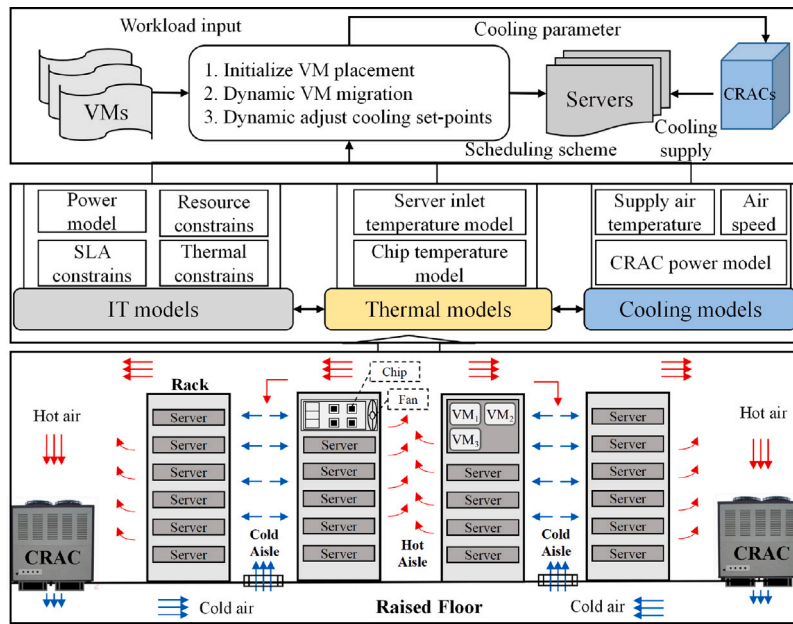 Workload input
Cooling parameter
VMs
1. Initialize VM placement
2. Dynamic VM migration
3. Dynamic adjust cooling set-points
Servers
CRACs
Scheduling scheme
Cooling
supply
Power
model
Resource
constrains
SLA
constrains
Thermal
constrains
IT models
Server inlet
temperature model
Chip temperature
model
Thermal models
Supply air
temperature
Air
speed
CRAC power model
Cooling models
Rack
Chip
Fan
Hot air
Hot air
Server
Server
Server
Server
Server
Server
Server
Server
Server
Server
Server
VM1
VM2
VM3
Server
Server
Server
Server
Server
Server
Server
Server
Server
Server
CRAC
CRAC
Cold
Aisle
Hot
Aisle
Cold
Aisle
Cold air
Raised Floor
Cold air